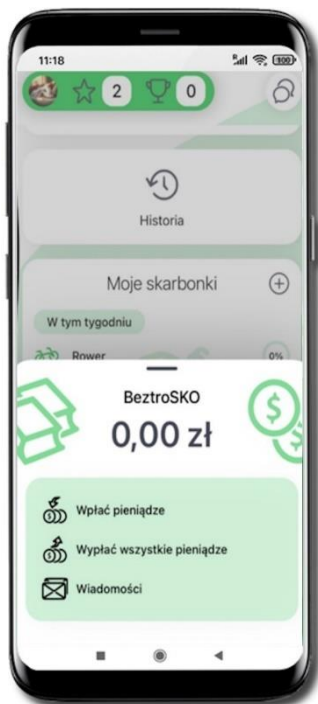 11:18
100
2
0
Historia
Moje skarbonki
W tym tygodniu
Rower
0%
BeztroSKO
0,00 zł
$
$
Wpłać pieniądze
Wypłać wszystkie pieniądze
Wiadomości